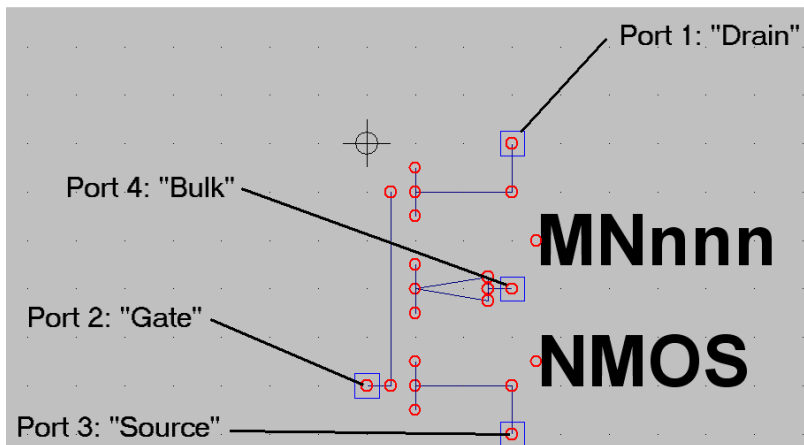 Port 1: "Drain"
Port 4: "Bulk"
MNnnn
Port 2: "Gate"
NMOS
Port 3: "Source"